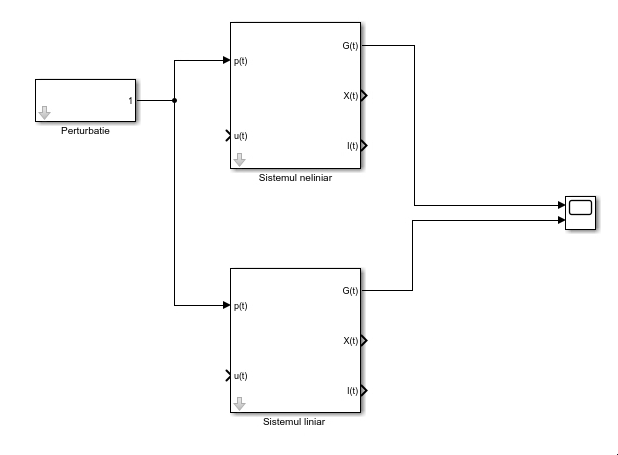 1
Perturbatie
p(t)
u(t)
G(t)
X(t)
I(t)
Sistemul neliniar
p(t)
u(t)
G(t)
X(t)
I(t)
Sistemul liniar